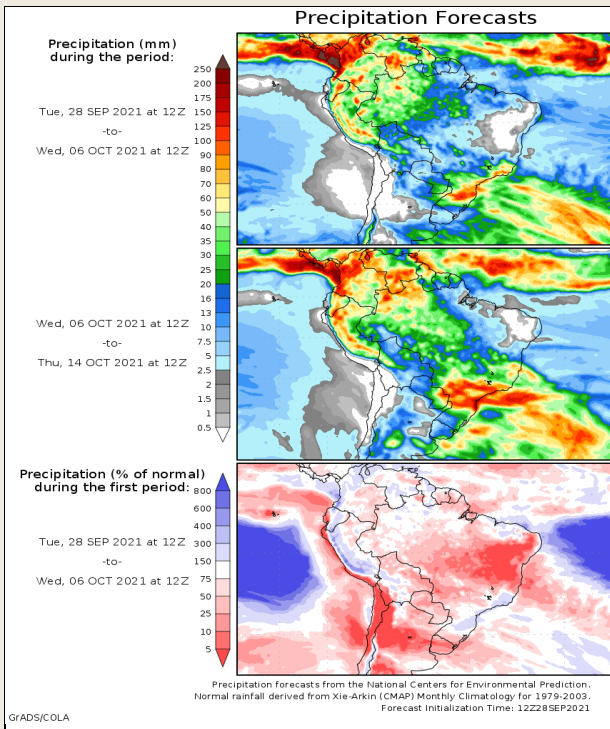 Precipitation Forecasts
Precipitation (mm)
during the period:
Tue, 28 SEP 2021 at 12Z
-to-
Wed, 06 OCT 2021 at 12Z
250
200
175
150
125
100
90
80
70
60
50
40
35
30
25
20
16
13
10
7.5
5
2.5
2
1.5
1
0.5
Wed, 06 OCT 2021 at 12Z
-to-
Thu, 14 OCT 2021 at 12Z
Precipitation (% of normal)
during the first period:
Tue, 28 SEP 2021 at 12Z
-to-
Wed, 06 OCT 2021 at 12Z
800
600
400
300
150
75
50
25
10
5
Precipitation forecasts from the National Centers for Environmental Prediction.
Normal rainfall derived from Xie-Arkin (CMAP) Monthly Climatology for 1979-2003.
Forecast Initialization Time: 12Z28SEP2021
GrADS/COLA